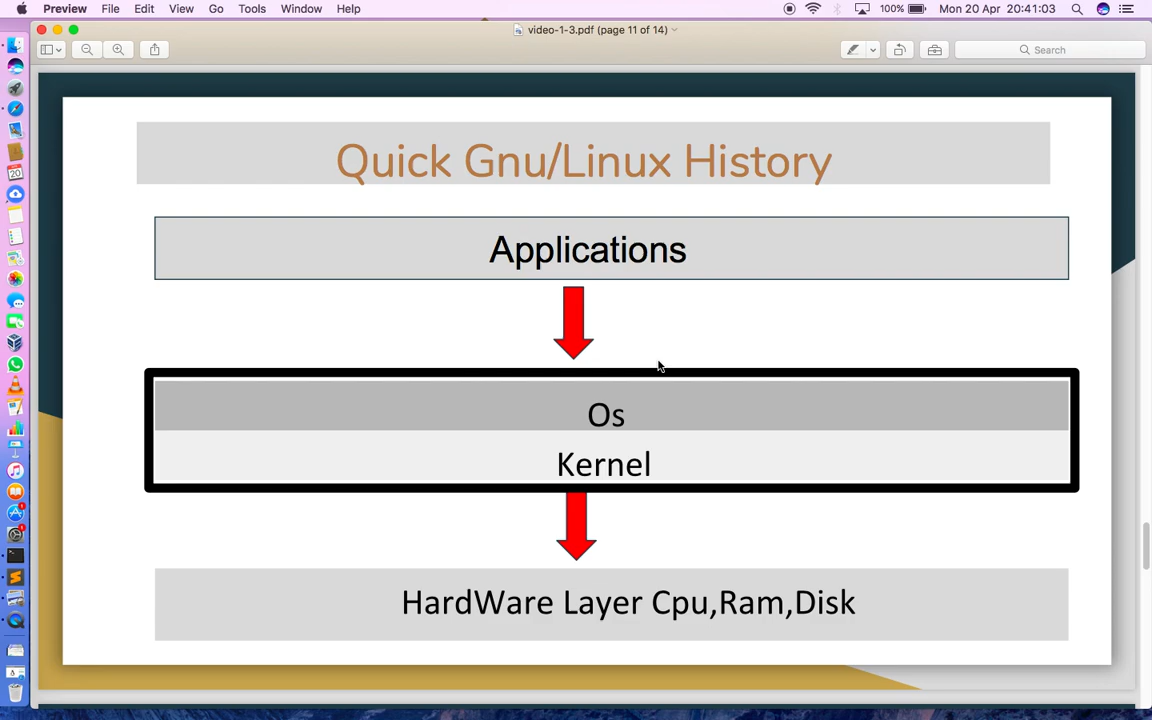 Preview File Edit View Go Tools Window Help 100% Mon 20 Apr 20:41:03
video-1-3.pdf (page 11 of 14)
Search
Quick Gnu/Linux History
Applications
Os
Kernel
HardWare Layer Cpu,Ram,Disk